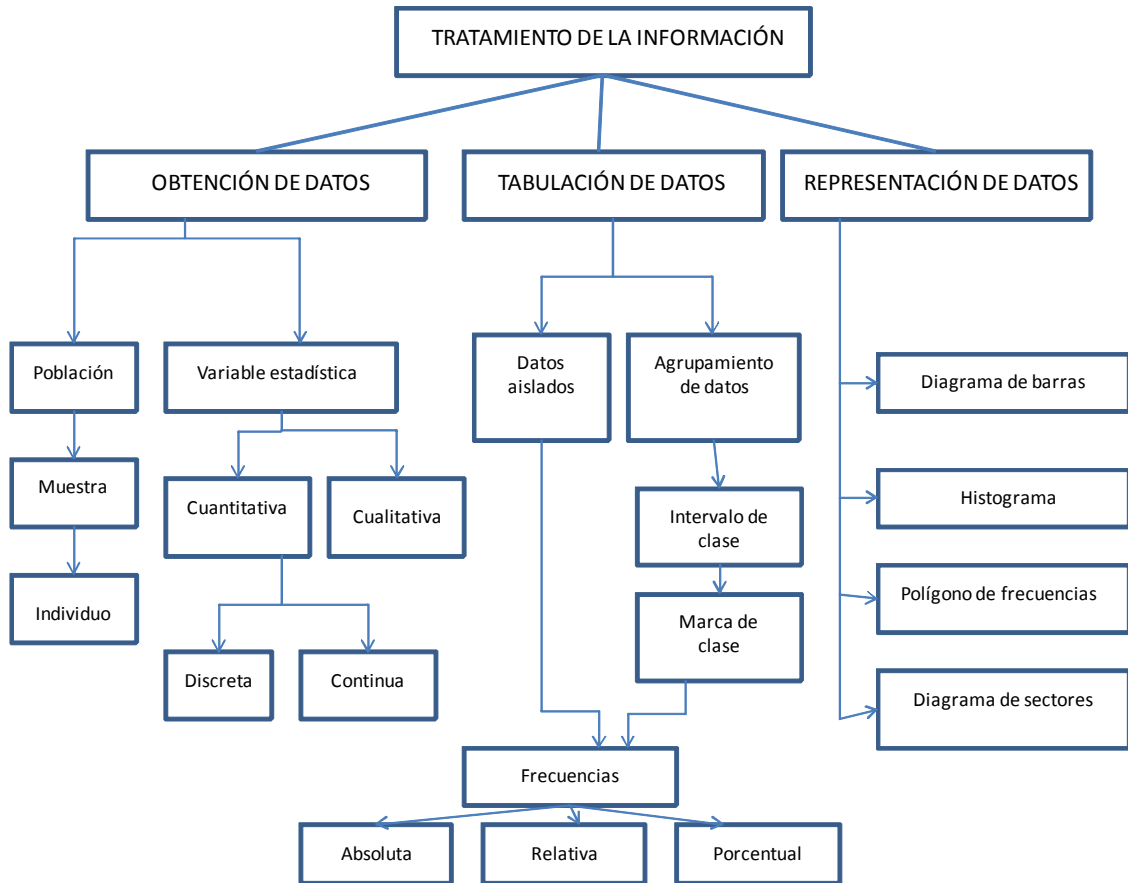 TRATAMIENTO DE LA INFORMACIÓN
OBTENCIÓN DE DATOS
TABULACIÓN DE DATOS
REPRESENTACIÓN DE DATOS
Población
Variable estadística
Datos
aislados
Agrupamiento
de datos
Diagrama de barras
Muestra
Cuantitativa
Cualitativa
Intervalo de
clase
Histograma
Individuo
Marca de
clase
Polígono de frecuencias
Discreta
Continua
Diagrama de sectores
Frecuencias
Absoluta
Relativa
Porcentual